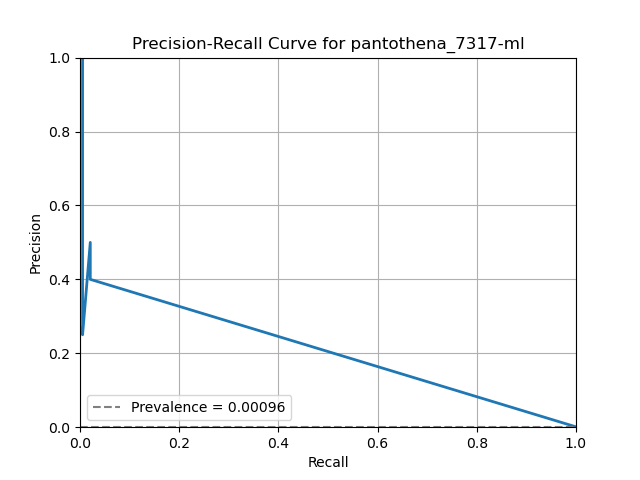 Precision-Recall Curve for pantothena_7317-ml
1.0
0.8
0.6
0.4
0.2
0.0
Precision
Prevalence = 0.00096
0.0 0.2 0.4 0.6 0.8 1.0
Recall